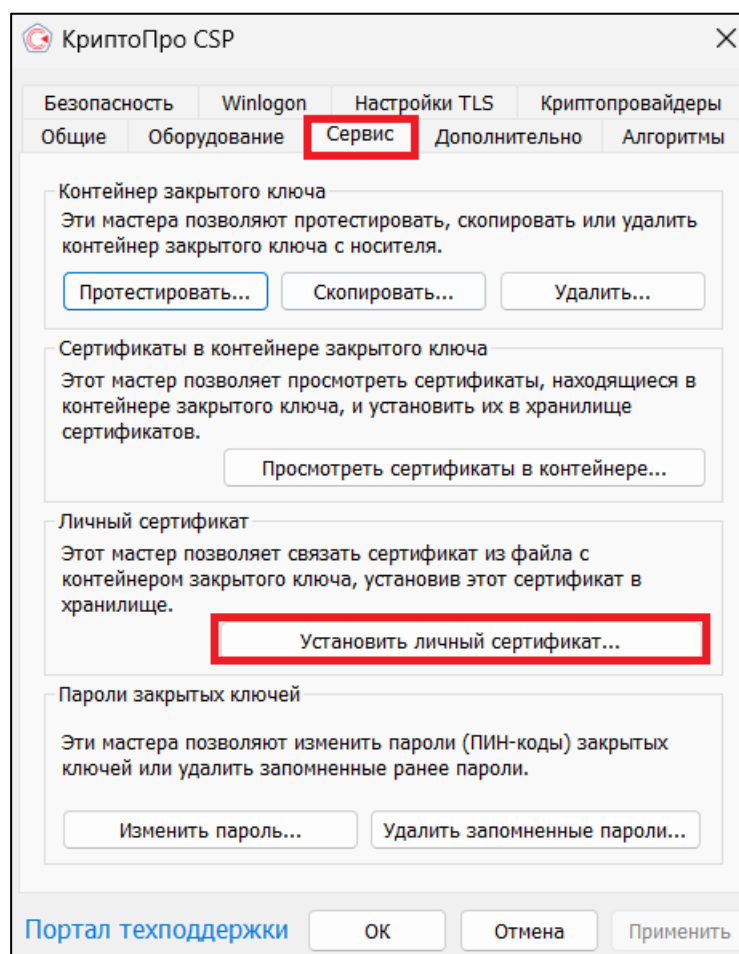 КриптоПро CSP
Безопасность Winlogon Настройки TLS Криптопровайдеры
Общие Оборудование Сервис Дополнительно Алгоритмы
Контейнер закрытого ключа
Эти мастера позволяют протестировать, скопировать или удалить
контейнер закрытого ключа с носителя.
Протестировать... Скопировать... Удалить...
Сертификаты в контейнере закрытого ключа
Этот мастер позволяет просмотреть сертификаты, находящиеся в
контейнере закрытого ключа, и установить их в хранилище
сертификатов.
Просмотреть сертификаты в контейнере...
Личный сертификат
Этот мастер позволяет связать сертификат из файла с
контейнером закрытого ключа, установив этот сертификат в
хранилище.
Установить личный сертификат...
Пароли закрытых ключей
Эти мастера позволяют изменить пароли (ПИН-коды) закрытых
ключей или удалить запомненные ранее пароли.
Изменить пароль... Удалить запомненные пароли...
Портал техподдержки ОК Отмена Применить